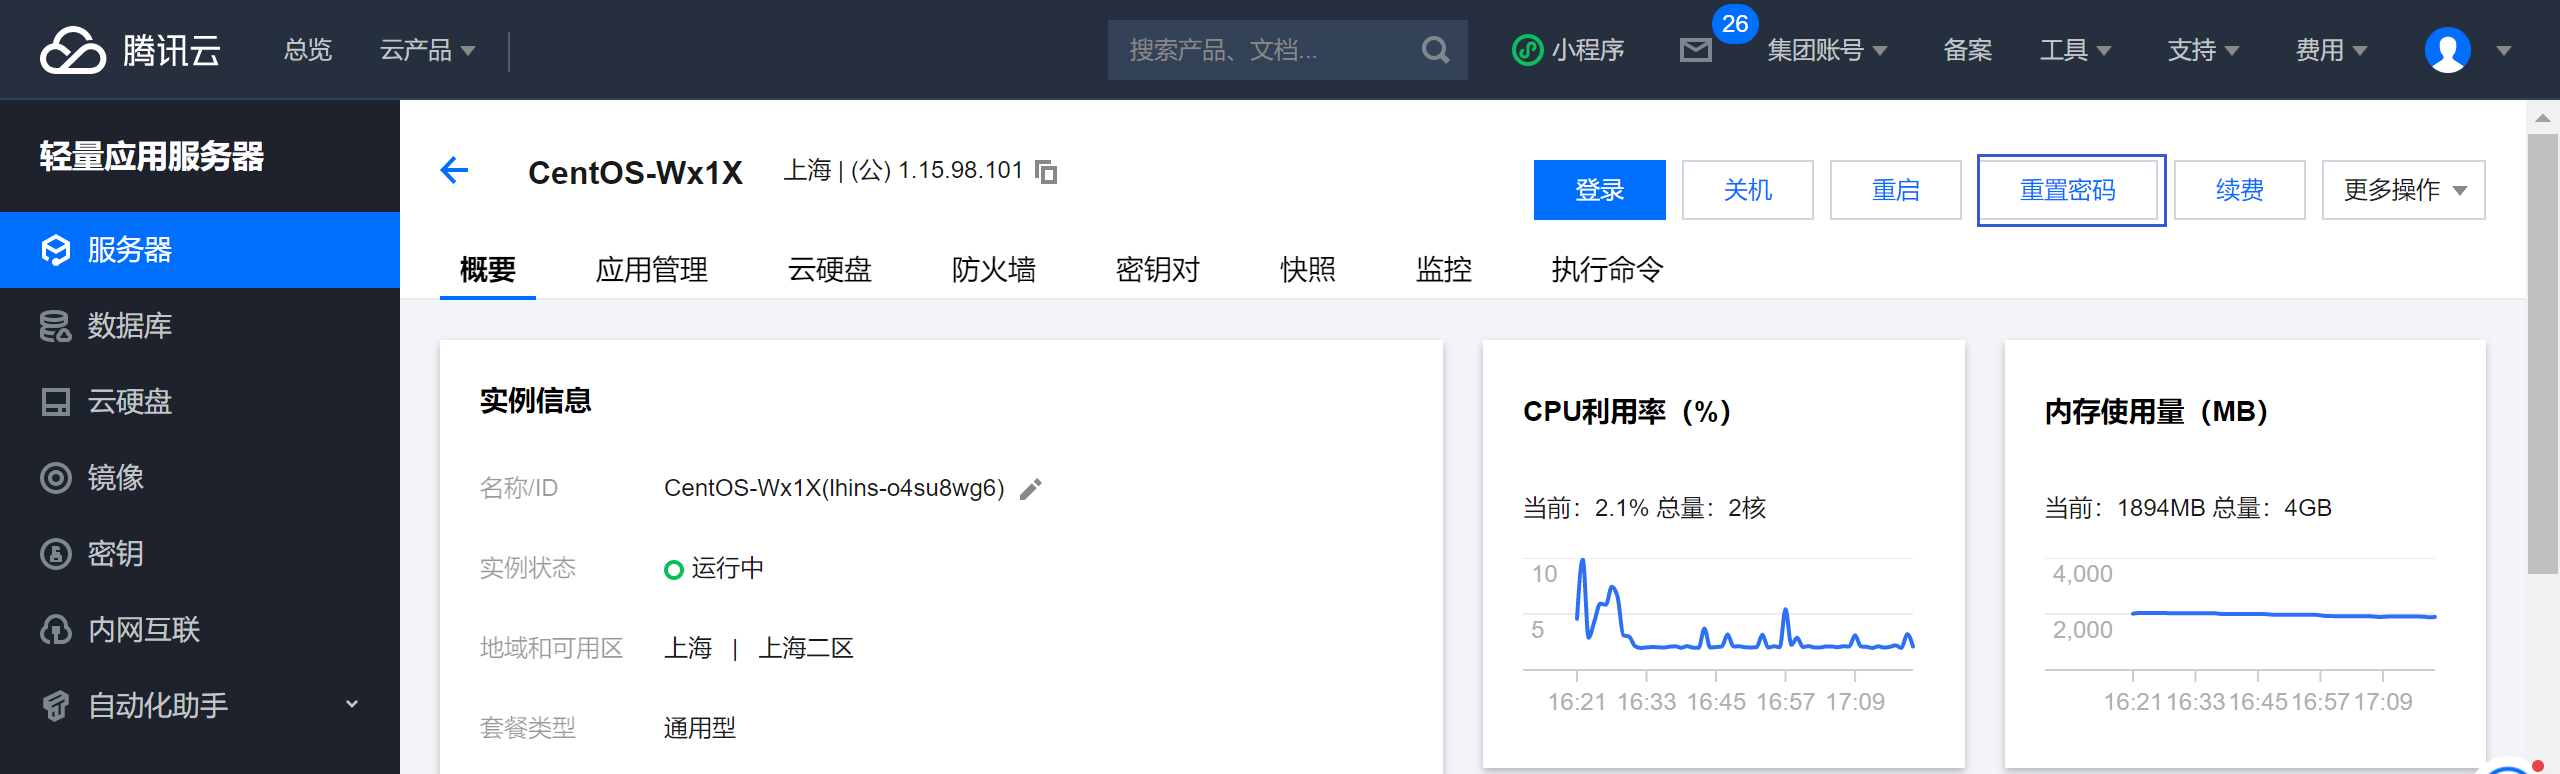 腾讯云
总览
云产品
搜索产品、文档...
小程序
26
集团账号
备案
工具
支持
费用
轻量应用服务器
服务器
数据库
云硬盘
镜像
密钥
内网互联
自动化助手
CentOS-Wx1X
上海 | (公) 1.15.98.101
登录
关机
重启
重置密码
续费
更多操作
概要
应用管理
云硬盘
防火墙
密钥对
快照
监控
执行命令
实例信息
名称/ID
CentOS-Wx1X(lhins-o4su8wg6)
实例状态
运行中
地域和可用区
上海 | 上海二区
套餐类型
通用型
CPU利用率（%）
当前：2.1% 总量：2核
10
5
16:21 16:33 16:45 16:57 17:09
内存使用量（MB）
当前：1894MB 总量：4GB
4,000
2,000
16:21 16:33 16:45 16:57 17:09